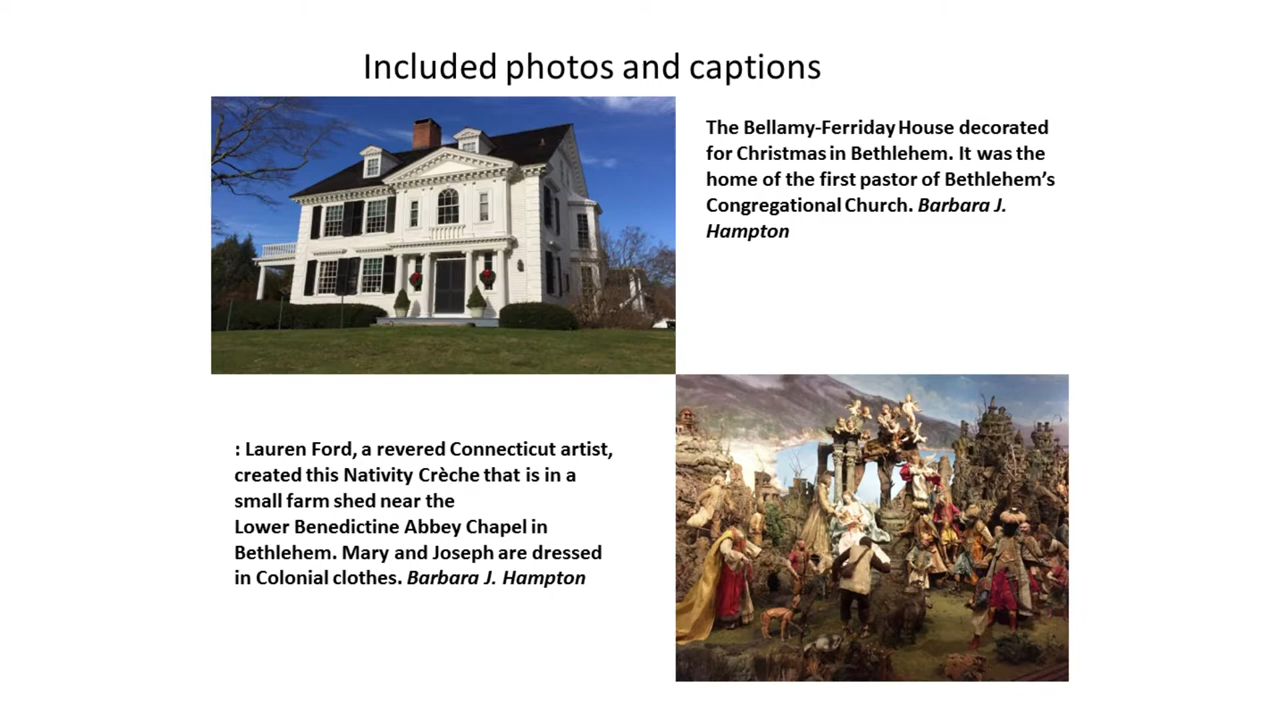 Included photos and captions
The Bellamy-Ferriday House decorated
for Christmas in Bethlehem. It was the
home of the first pastor of Bethlehem’s
Congregational Church. Barbara J.
Hampton
: Lauren Ford, a revered Connecticut artist,
created this Nativity Crèche that is in a
small farm shed near the
Lower Benedictine Abbey Chapel in
Bethlehem. Mary and Joseph are dressed
in Colonial clothes. Barbara J. Hampton